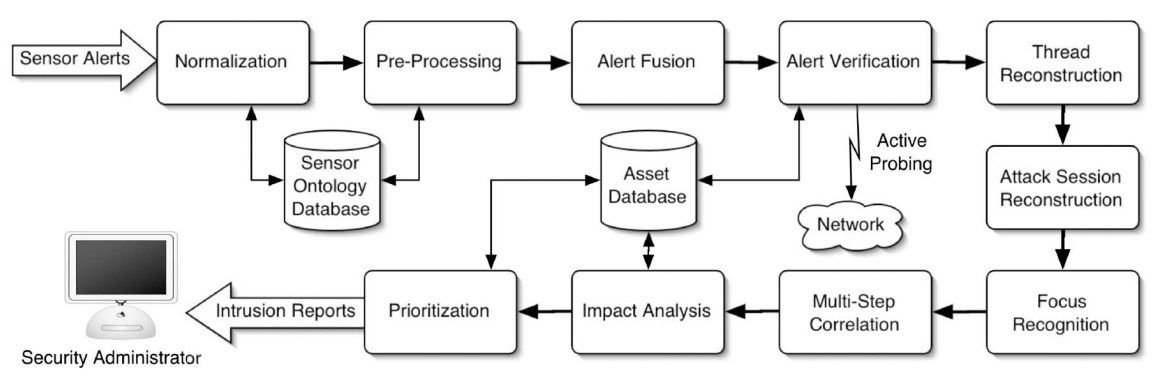 Sensor Alerts
Normalization
Pre-Processing
Alert Fusion
Alert Verification
Thread
Reconstruction
Sensor
Ontology
Database
Asset
Database
Active
Probing
Network
Attack Session
Reconstruction
Security Administrator
Intrusion Reports
Prioritization
Impact Analysis
Multi-Step
Correlation
Focus
Recognition